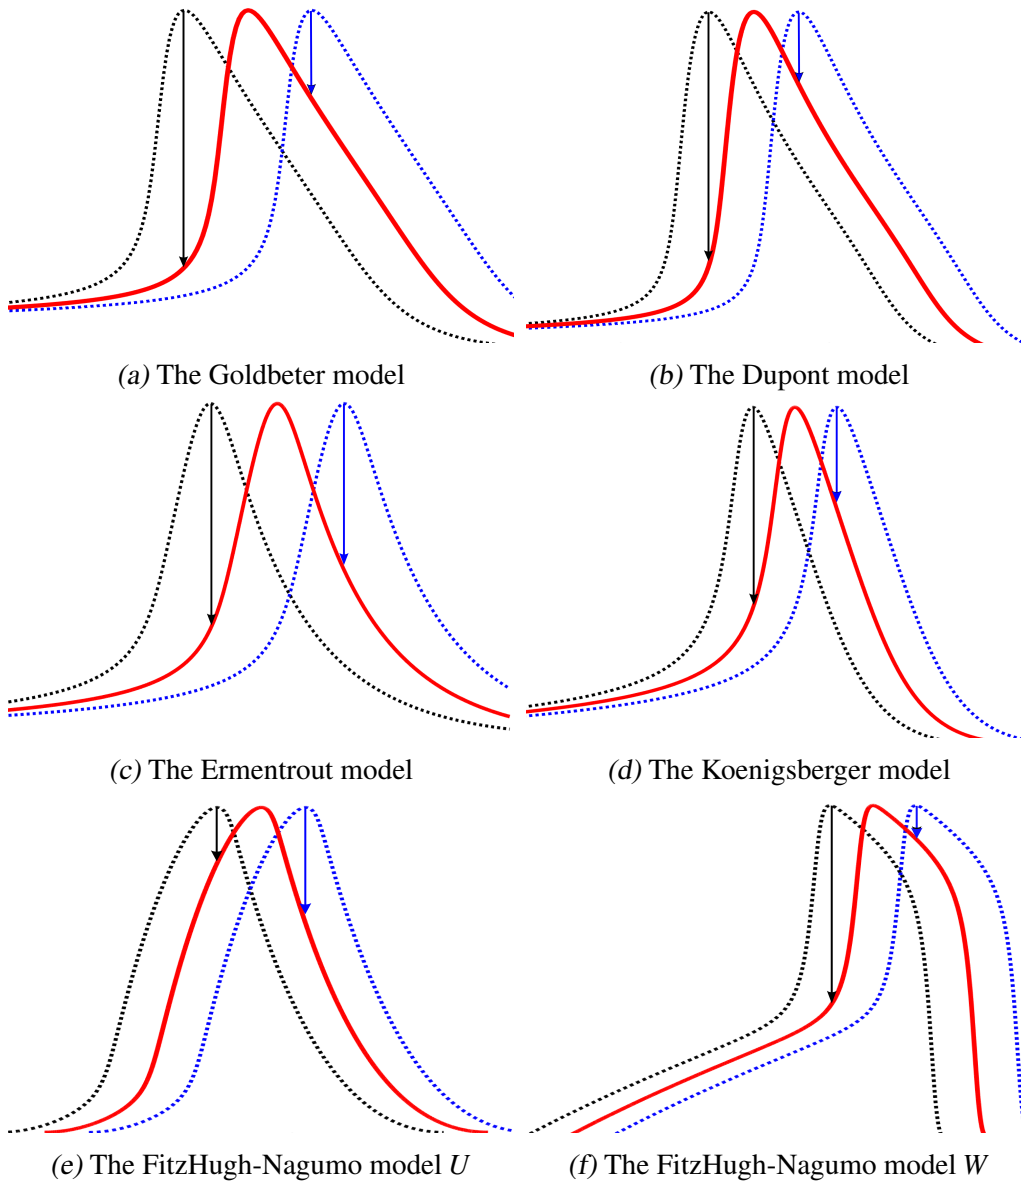 (a) The Goldbeter model
(b) The Dupont model
(c) The Ermentrout model
(d) The Koenigsberger model
(e) The FitzHugh-Nagumo model U
(f) The FitzHugh-Nagumo model W